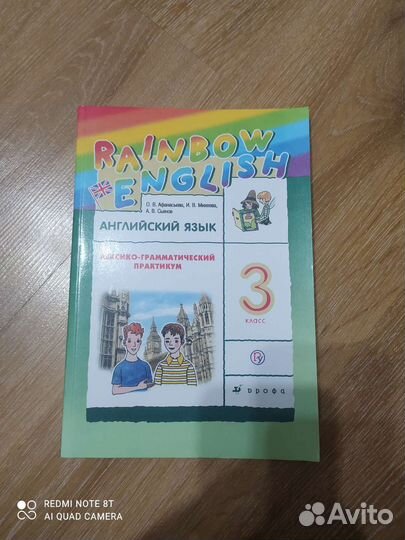 RAINBOW
ENGLISH
О. В. Афанасьева, И. В. Михеева,
А. В. Сьянов
АНГЛИЙСКИЙ ЯЗЫК
ЛЕКСИКО-ГРАММАТИЧЕСКИЙ
ПРАКТИКУМ
3
КЛАСС
дрофа
REDMI NOTE 8T
AI QUAD CAMERA
Avito